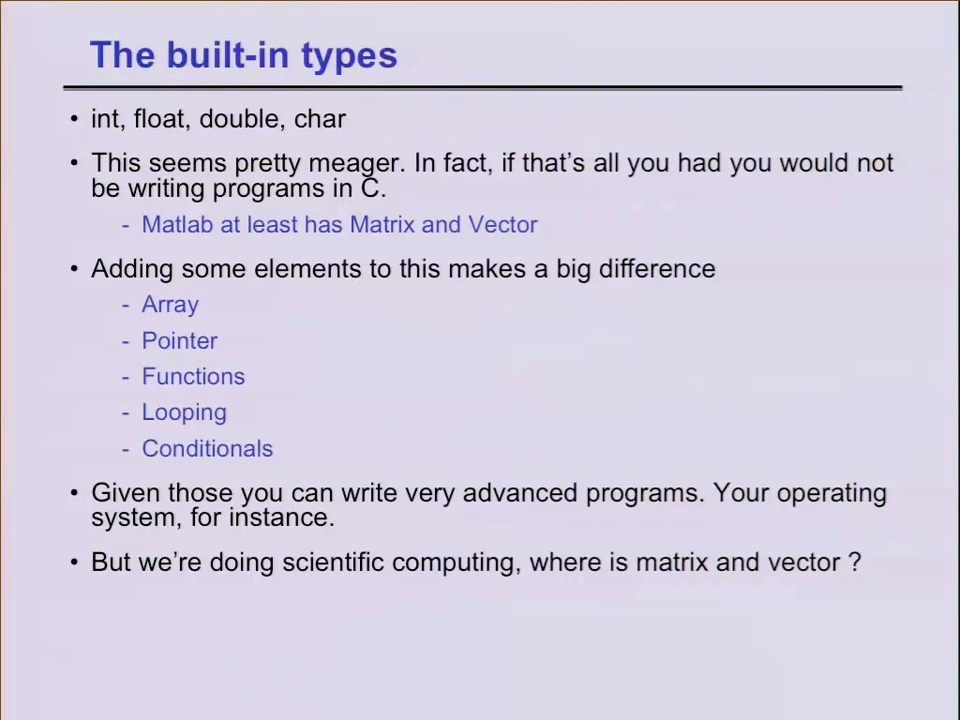 The built-in types
• int, float, double, char
• This seems pretty meager. In fact, if that's all you had you would not
be writing programs in C.
- Matlab at least has Matrix and Vector
• Adding some elements to this makes a big difference
- Array
- Pointer
- Functions
- Looping
- Conditionals
• Given those you can write very advanced programs. Your operating
system, for instance.
• But we're doing scientific computing, where is matrix and vector ?